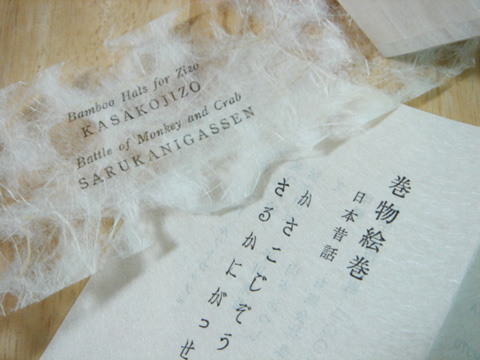 Bamboo Hats for Zizo
KASAKOJIZO
Battle of Monkey and Crab
SARUKANIGASSEN
巻物絵巻
日本昔話
かさこじぞう
さるかにがっせ